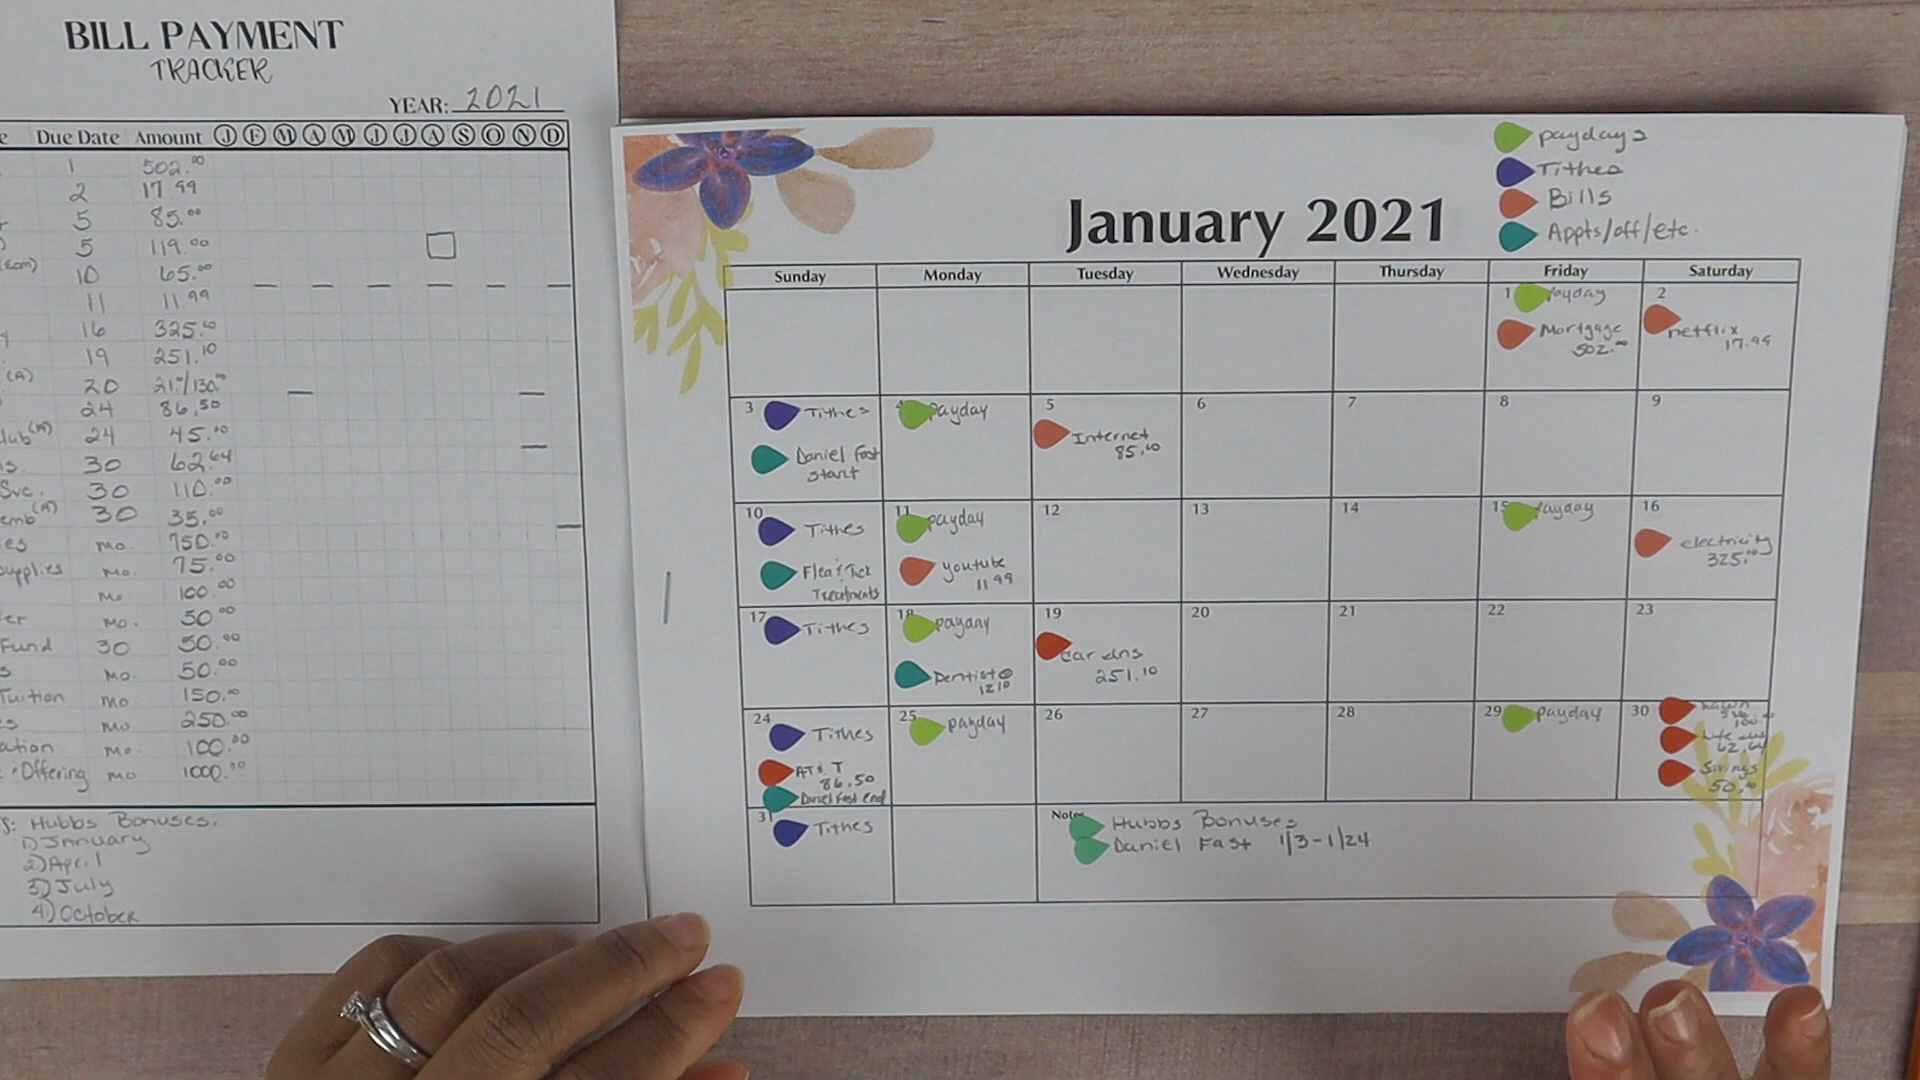 BILL PAYMENT
TRACKER
YEAR: 2021
Due Date Amount J F M A M J J A S O N D
1 502.00
2 17 99
5 85.00
5 119.00
10 65.00
11 11 99
16 325.00
19 251.10
(A) 20 /130.00
24 86.50
(A) 24 45.00
30 62.64
Svc. 30 110.00
(A) 30 35.00
mo. 750.00
mo. 75.00
mo. 100.00
mo. 50 00
Fund 30 50.00
mo. 50.00
Tuition mo 150.00
mo 250.00
mo. 100.00
Offering mo 1000.00
Hubbs Bonuses:
1) January
2) April
3) July
4) October
paydays
Tithes
Bills
Appts/off/etc.
January 2021
Sunday Monday Tuesday Wednesday Thursday Friday Saturday
1 payday
Mortgage
502.00
2
netflix
17.99
3 Tithes
Daniel Fast
start
4 payday
5
Internet
85.00
6
7
8
9
10
Tithes
Flea & Tick
Treatments
11 payday
youtube
11 99
12
13
14
15 payday
16
electricity
325.00
17 Tithes
18 payday
Dentist @
1210
19
Car Ins
251.10
20
21
22
23
24
Tithes
AT&T
86.50
Daniel Fast end
25 payday
26
27
28
29 payday
30
Life ins
62.64
Savings
50.00
31 Tithes
Notes
Hubbs Bonuses
Daniel Fast 1/3-1/24